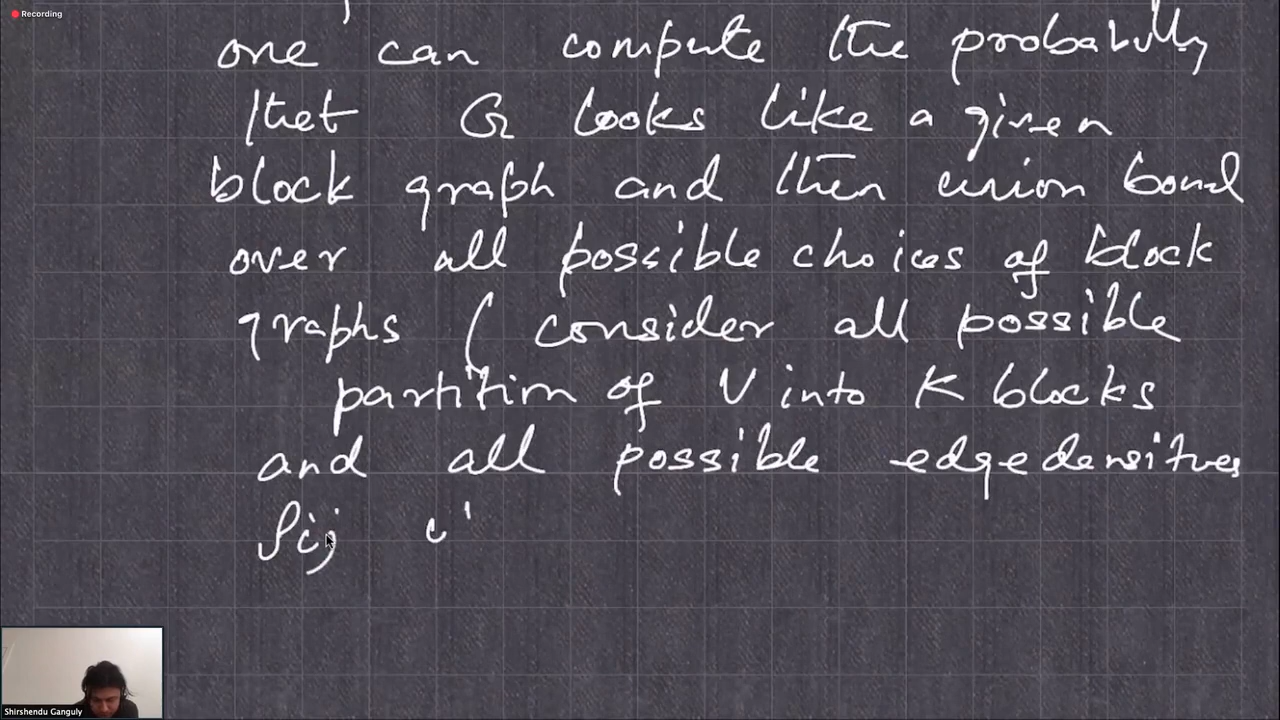 Recording
one can compute the probability
that G looks like a given
block graph and then union bond
over all possible choices of block
graphs ( consider all possible
partition of V into K blocks
and all possible edge densities
ρij
Shirshendu Ganguly